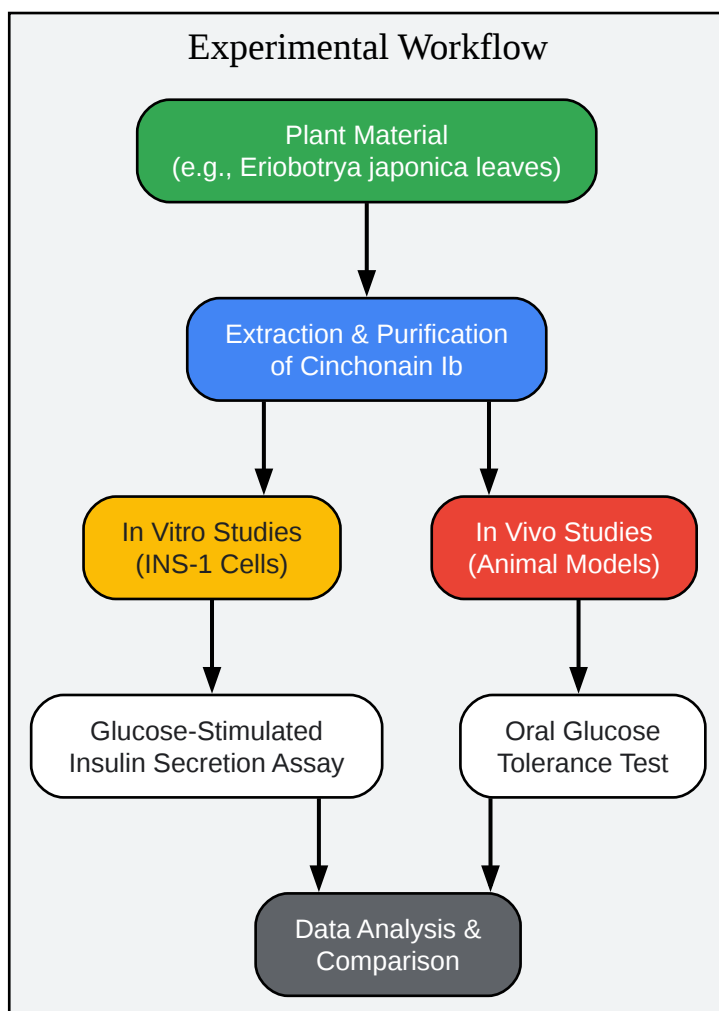 Experimental Workflow
Plant Material
(e.g., Eriobotrya japonica leaves)
Extraction & Purification
of Cinchonain Ib
In Vitro Studies
(INS-1 Cells)
In Vivo Studies
(Animal Models)
Glucose-Stimulated
Insulin Secretion Assay
Oral Glucose
Tolerance Test
Data Analysis &
Comparison